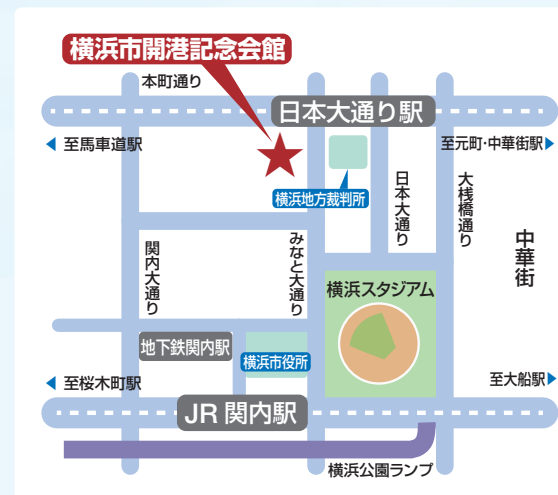 横浜市開港記念会館
本町通り
日本大通り駅
至馬車道駅
至元町・中華街駅
横浜地方裁判所
日本大通り
大桟橋通り
中華街
関内大通り
みなと大通り
横浜スタジアム
地下鉄関内駅
横浜市役所
至桜木町駅
至大船駅
JR 関内駅
横浜公園ランプ